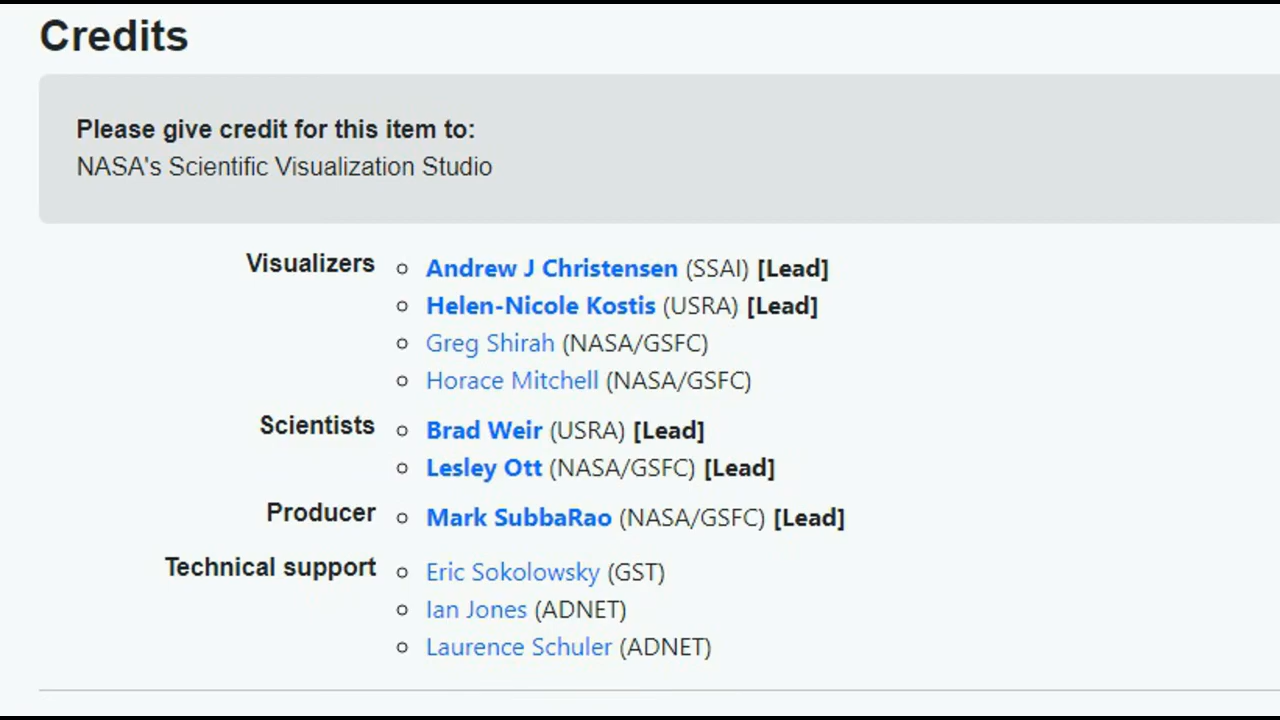 Credits
Please give credit for this item to:
NASA's Scientific Visualization Studio
Visualizers
Andrew J Christensen (SSAI) [Lead]
Helen-Nicole Kostis (USRA) [Lead]
Greg Shirah (NASA/GSFC)
Horace Mitchell (NASA/GSFC)
Scientists
Brad Weir (USRA) [Lead]
Lesley Ott (NASA/GSFC) [Lead]
Producer
Mark SubbaRao (NASA/GSFC) [Lead]
Technical support
Eric Sokolowsky (GST)
Ian Jones (ADNET)
Laurence Schuler (ADNET)